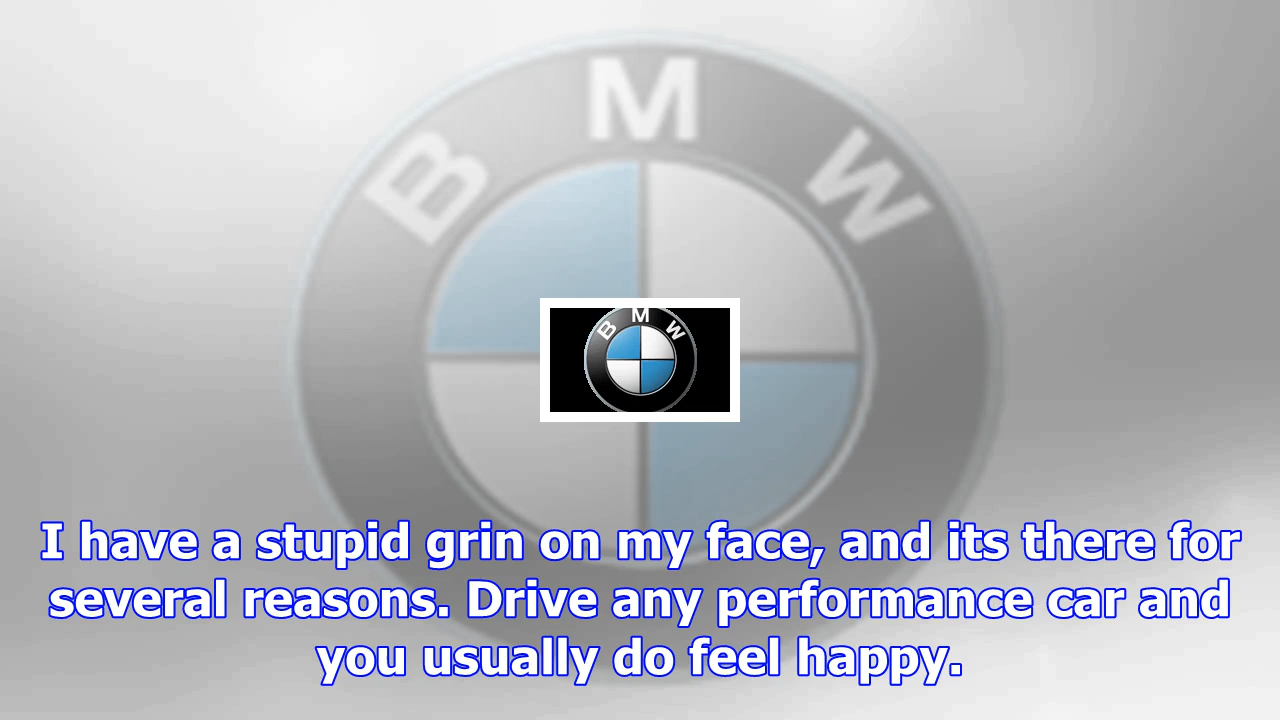 B M W
B M W
I have a stupid grin on my face, and its there for
several reasons. Drive any performance car and
you usually do feel happy.